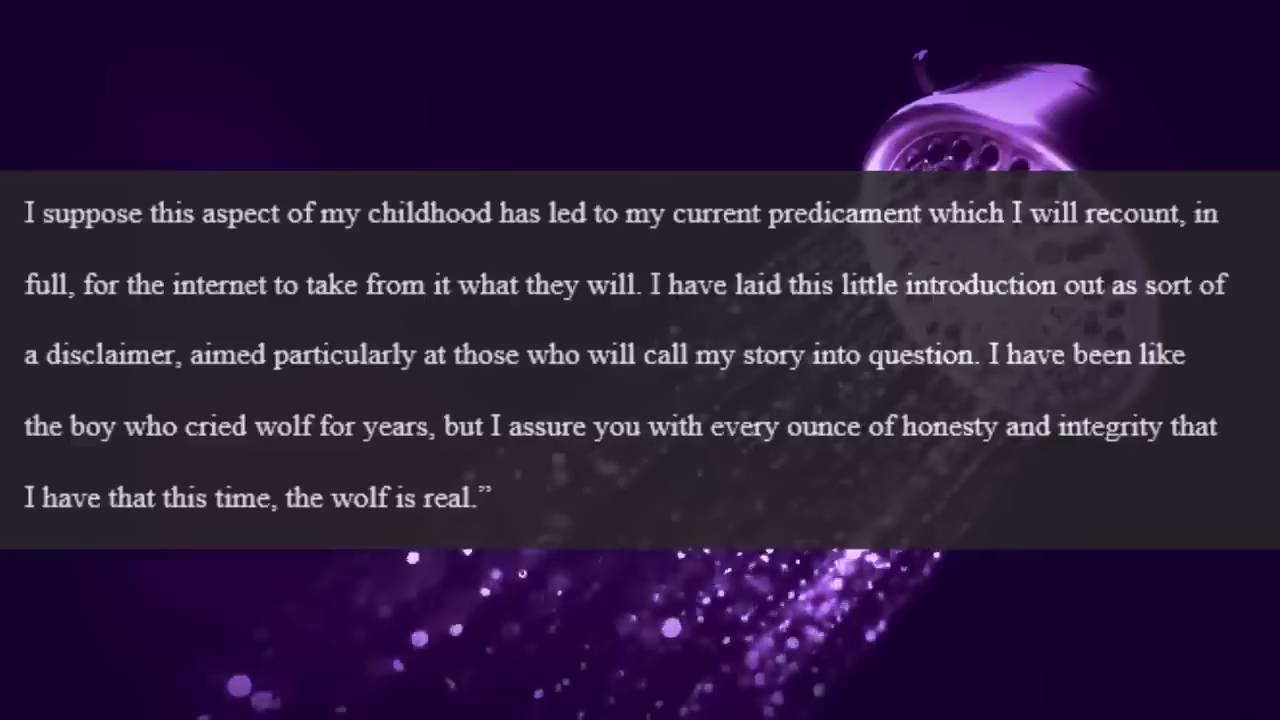 I suppose this aspect of my childhood has led to my current predicament which I will recount, in
full, for the internet to take from it what they will. I have laid this little introduction out as sort of
a disclaimer, aimed particularly at those who will call my story into question. I have been like
the boy who cried wolf for years, but I assure you with every ounce of honesty and integrity that
I have that this time, the wolf is real.”